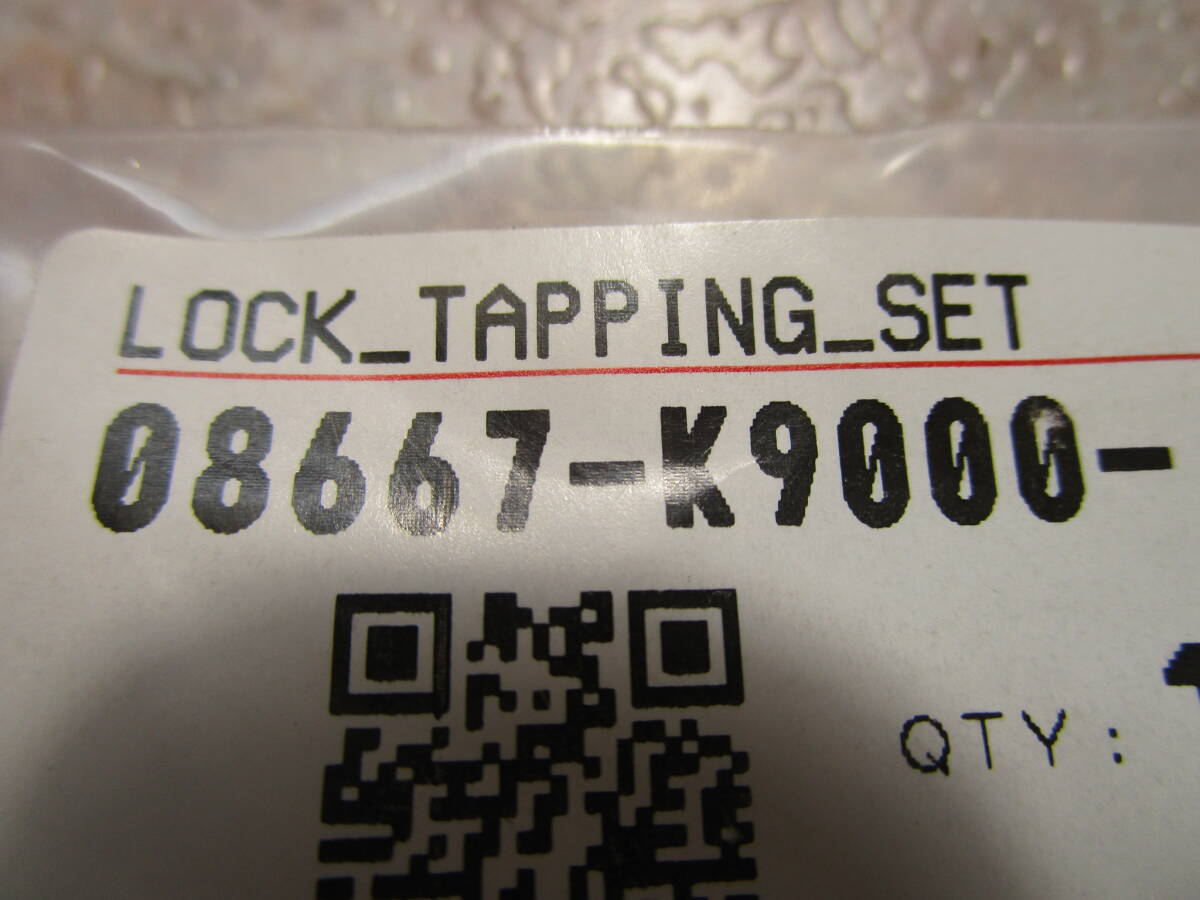 LOCK_TAPPING_SET
08667-K9000-
QTY: